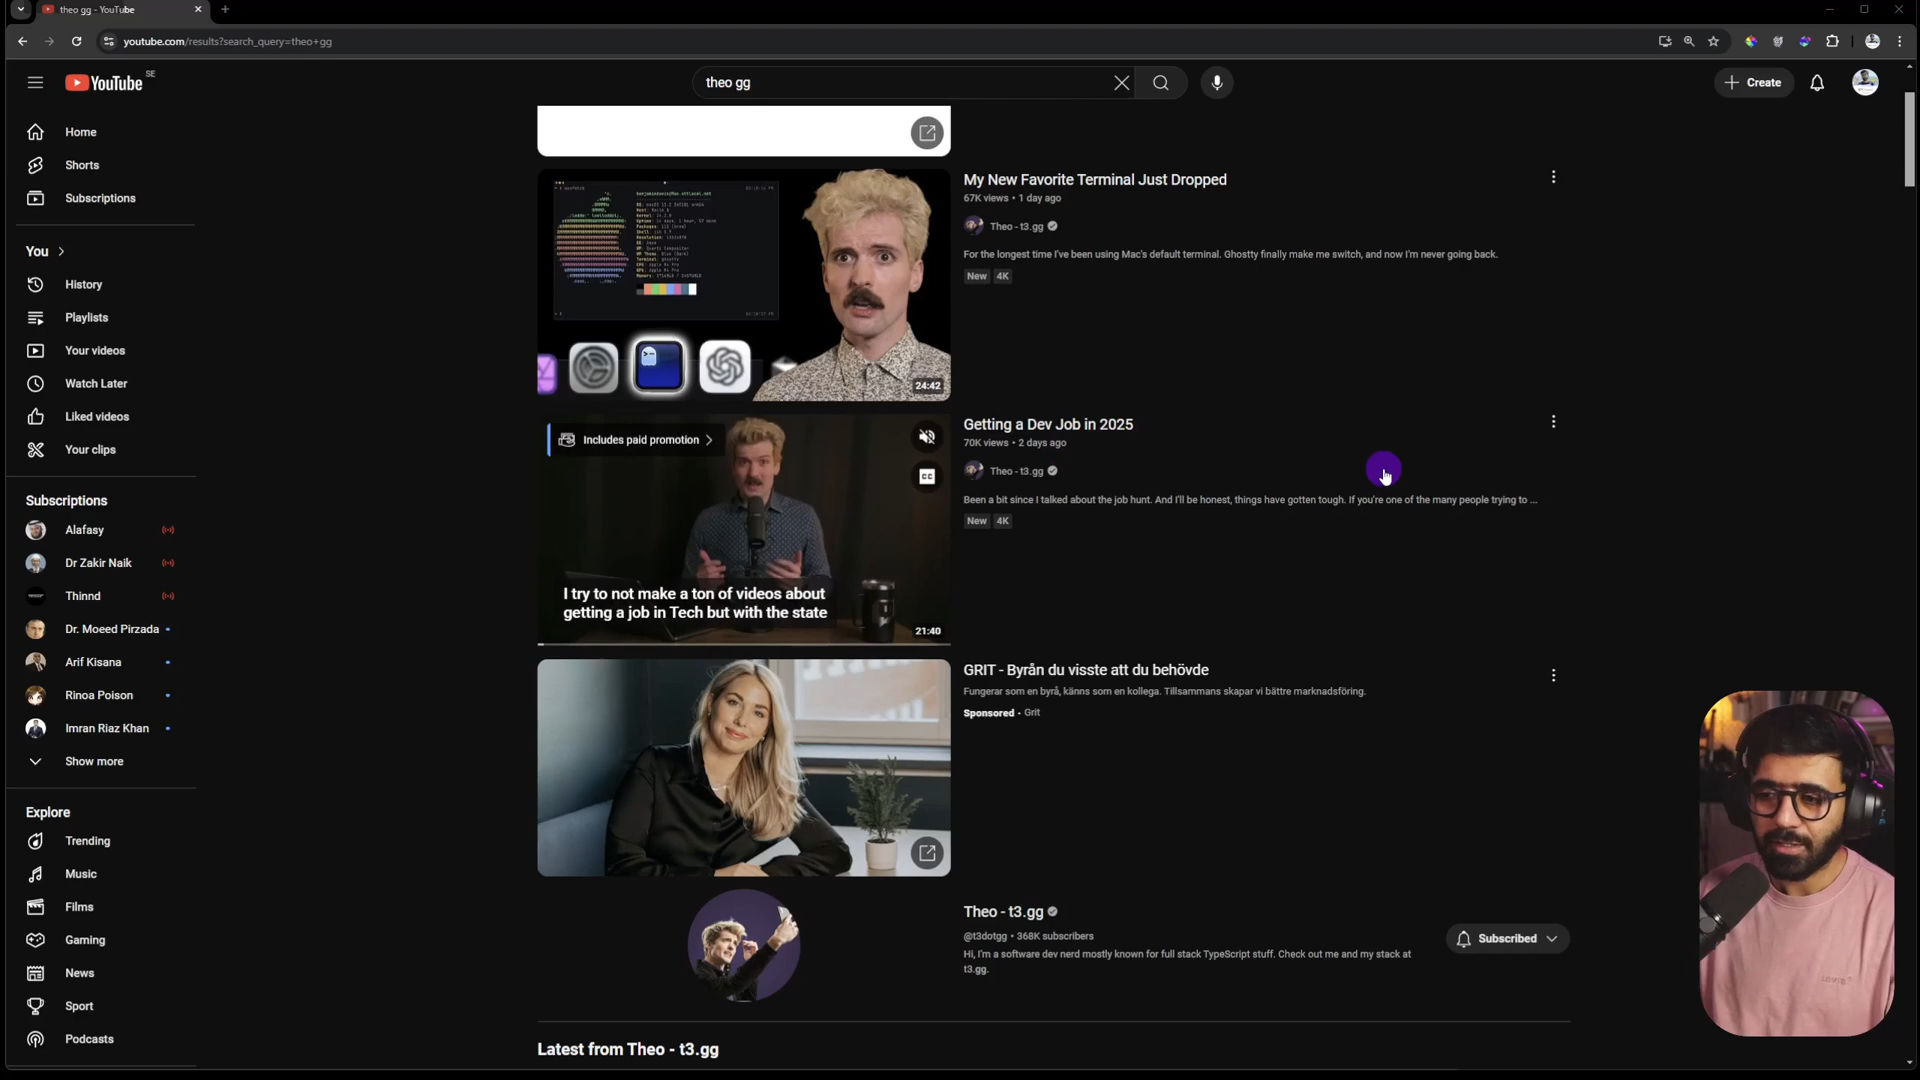 theo gg - YouTube
youtube.com/results?search_query=theo+gg
YouTube SE
theo gg
Create
Home
Shorts
Subscriptions
You
History
Playlists
Your videos
Watch Later
Liked videos
Your clips
Subscriptions
Alafasy
Dr Zakir Naik
Thinnd
Dr. Moeed Pirzada
Arif Kisana
Rinoa Poison
Imran Riaz Khan
Show more
Explore
Trending
Music
Films
Gaming
News
Sport
Podcasts
24:42
My New Favorite Terminal Just Dropped
67K views • 1 day ago
Theo - t3.gg
For the longest time I've been using Mac's default terminal. Ghostty finally make me switch, and now I'm never going back.
New 4K
Includes paid promotion
CC
I try to not make a ton of videos about
getting a job in Tech but with the state
21:40
Getting a Dev Job in 2025
70K views • 2 days ago
Theo - t3.gg
Been a bit since I talked about the job hunt. And I'll be honest, things have gotten tough. If you're one of the many people trying to ...
New 4K
GRIT - Byrån du visste att du behövde
Fungerar som en byrå, känns som en kollega. Tillsammans skapar vi bättre marknadsföring.
Sponsored • Grit
Theo - t3.gg
@t3dotgg • 368K subscribers
Hi, I'm a software dev nerd mostly known for full stack TypeScript stuff. Check out me and my stack at
t3.gg.
Subscribed
Latest from Theo - t3.gg